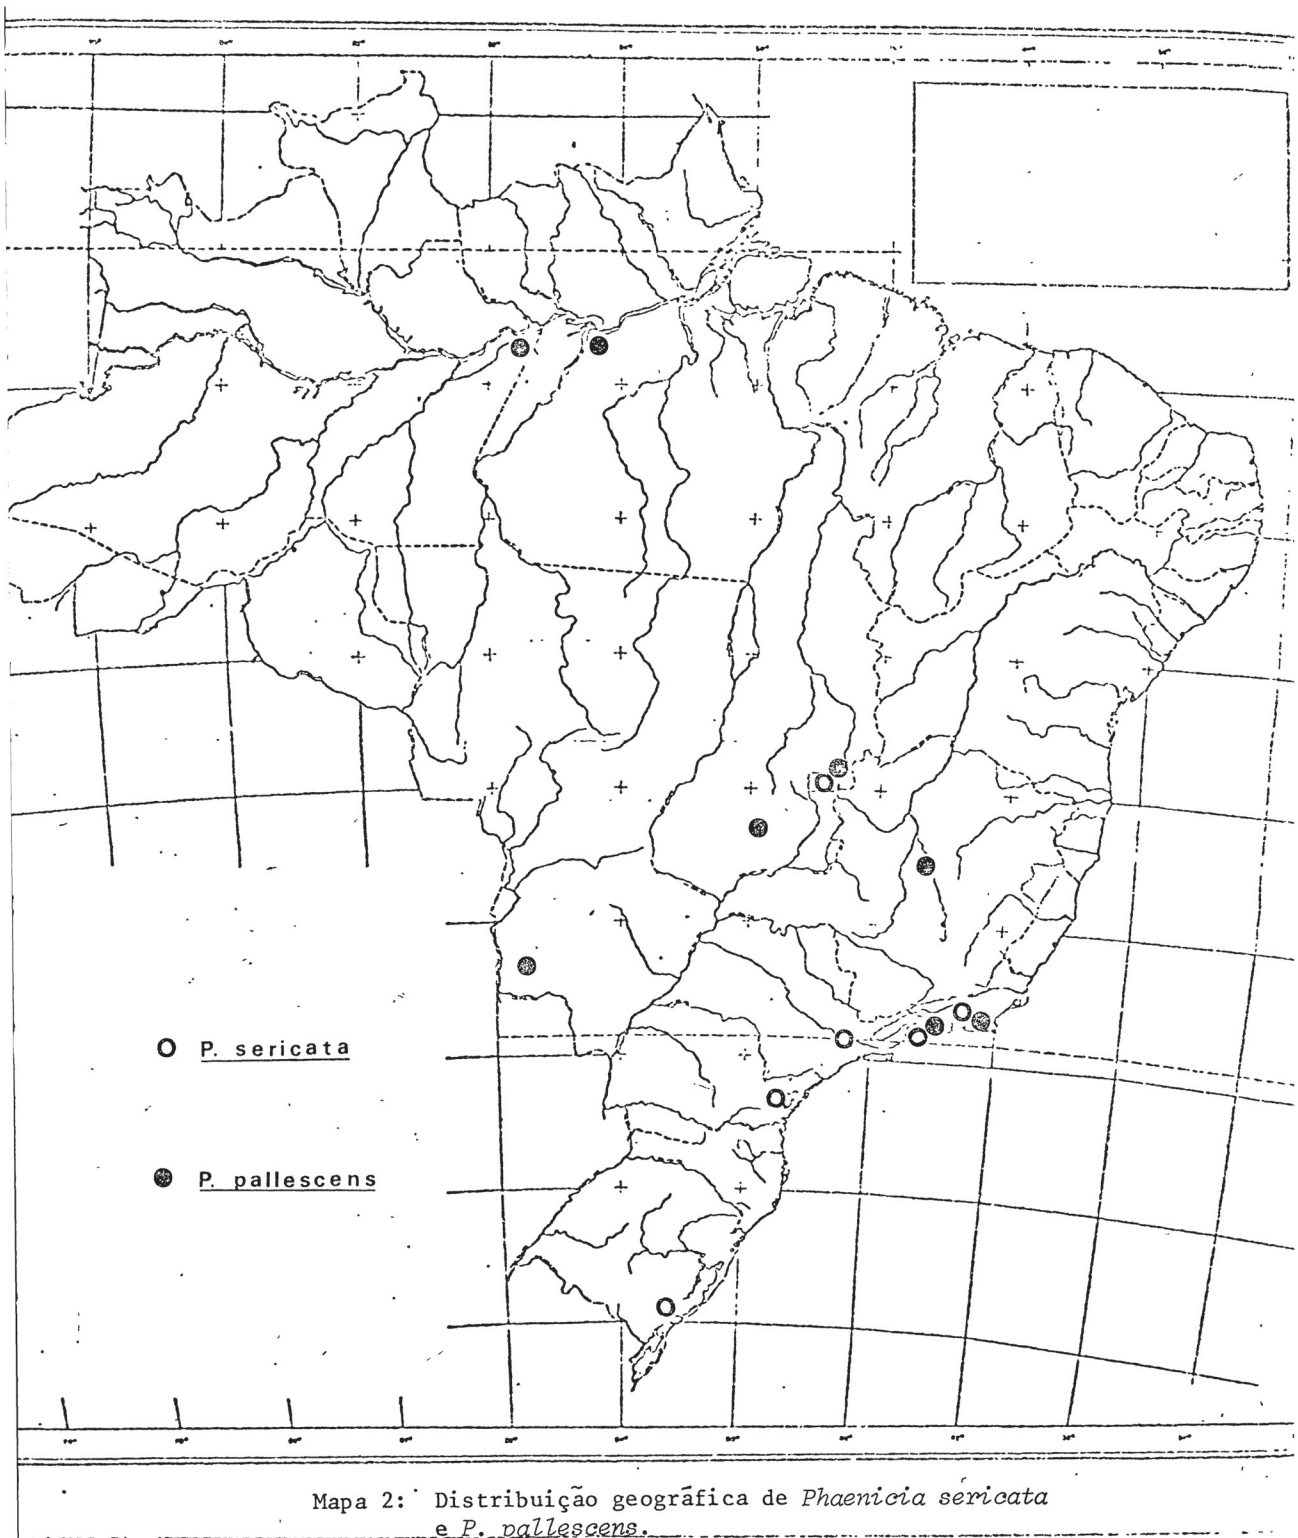 P. sericata
P. pallescens
Mapa 2: Distribuição geográfica de Phaenicia sericata
e P. pallescens.